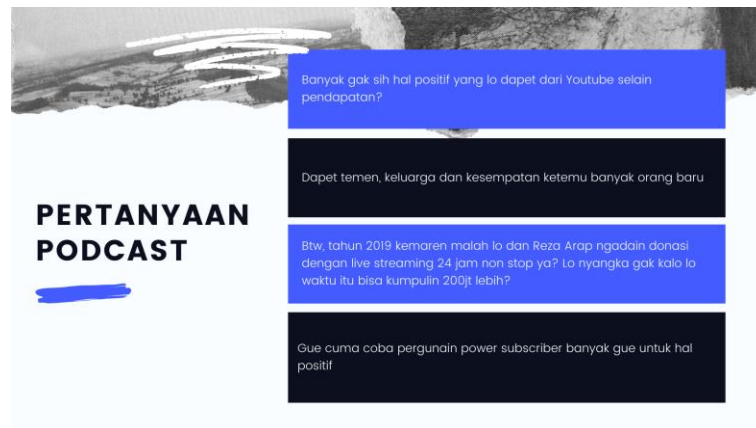 PERTANYAAN
PODCAST
Banyak gak sih hal positif yang lo dapet dari Youtube selain
pendapatan?
Dapet temen, keluarga dan kesempatan ketemu banyak orang baru
Btw, tahun 2019 kemaren malah lo dan Reza Arap ngadain donasi
dengan live streaming 24 jam non stop ya? Lo nyangka gak kalo lo
waktu itu bisa kumpulin 200jt lebih?
Gue cuma coba pergunain power subscriber banyak gue untuk hal
positif